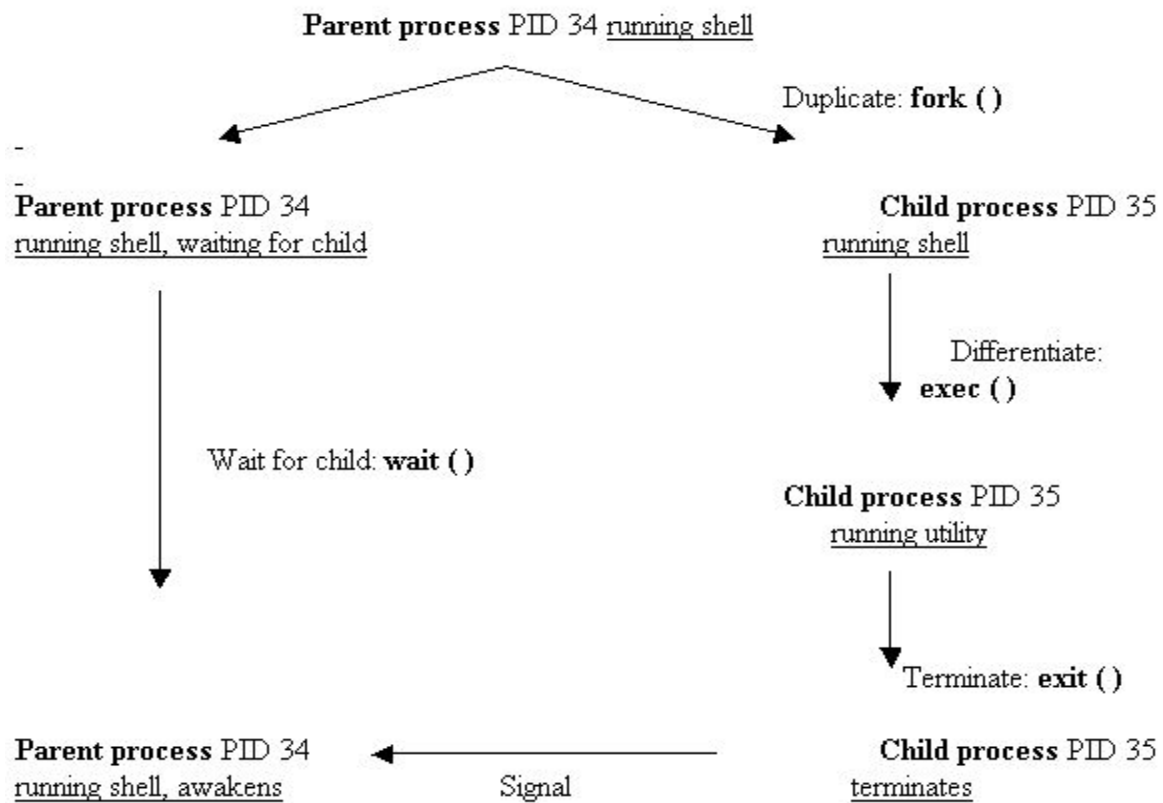 Parent process PID 34 running shell
Duplicate: fork ( )
-
-
Parent process PID 34
running shell, waiting for child
Child process PID 35
running shell
Differentiate:
exec ( )
Wait for child: wait ( )
Child process PID 35
running utility
Terminate: exit ( )
Parent process PID 34
running shell, awakens
Signal
Child process PID 35
terminates